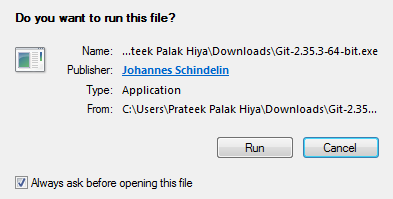 Do you want to run this file?
Name: ...teek Palak Hiya\Downloads\Git-2.35.3-64-bit.exe
Publisher: Johannes Schindelin
Type: Application
From: C:\Users\Prateek Palak Hiya\Downloads\Git-2.35...
Run Cancel
Always ask before opening this file